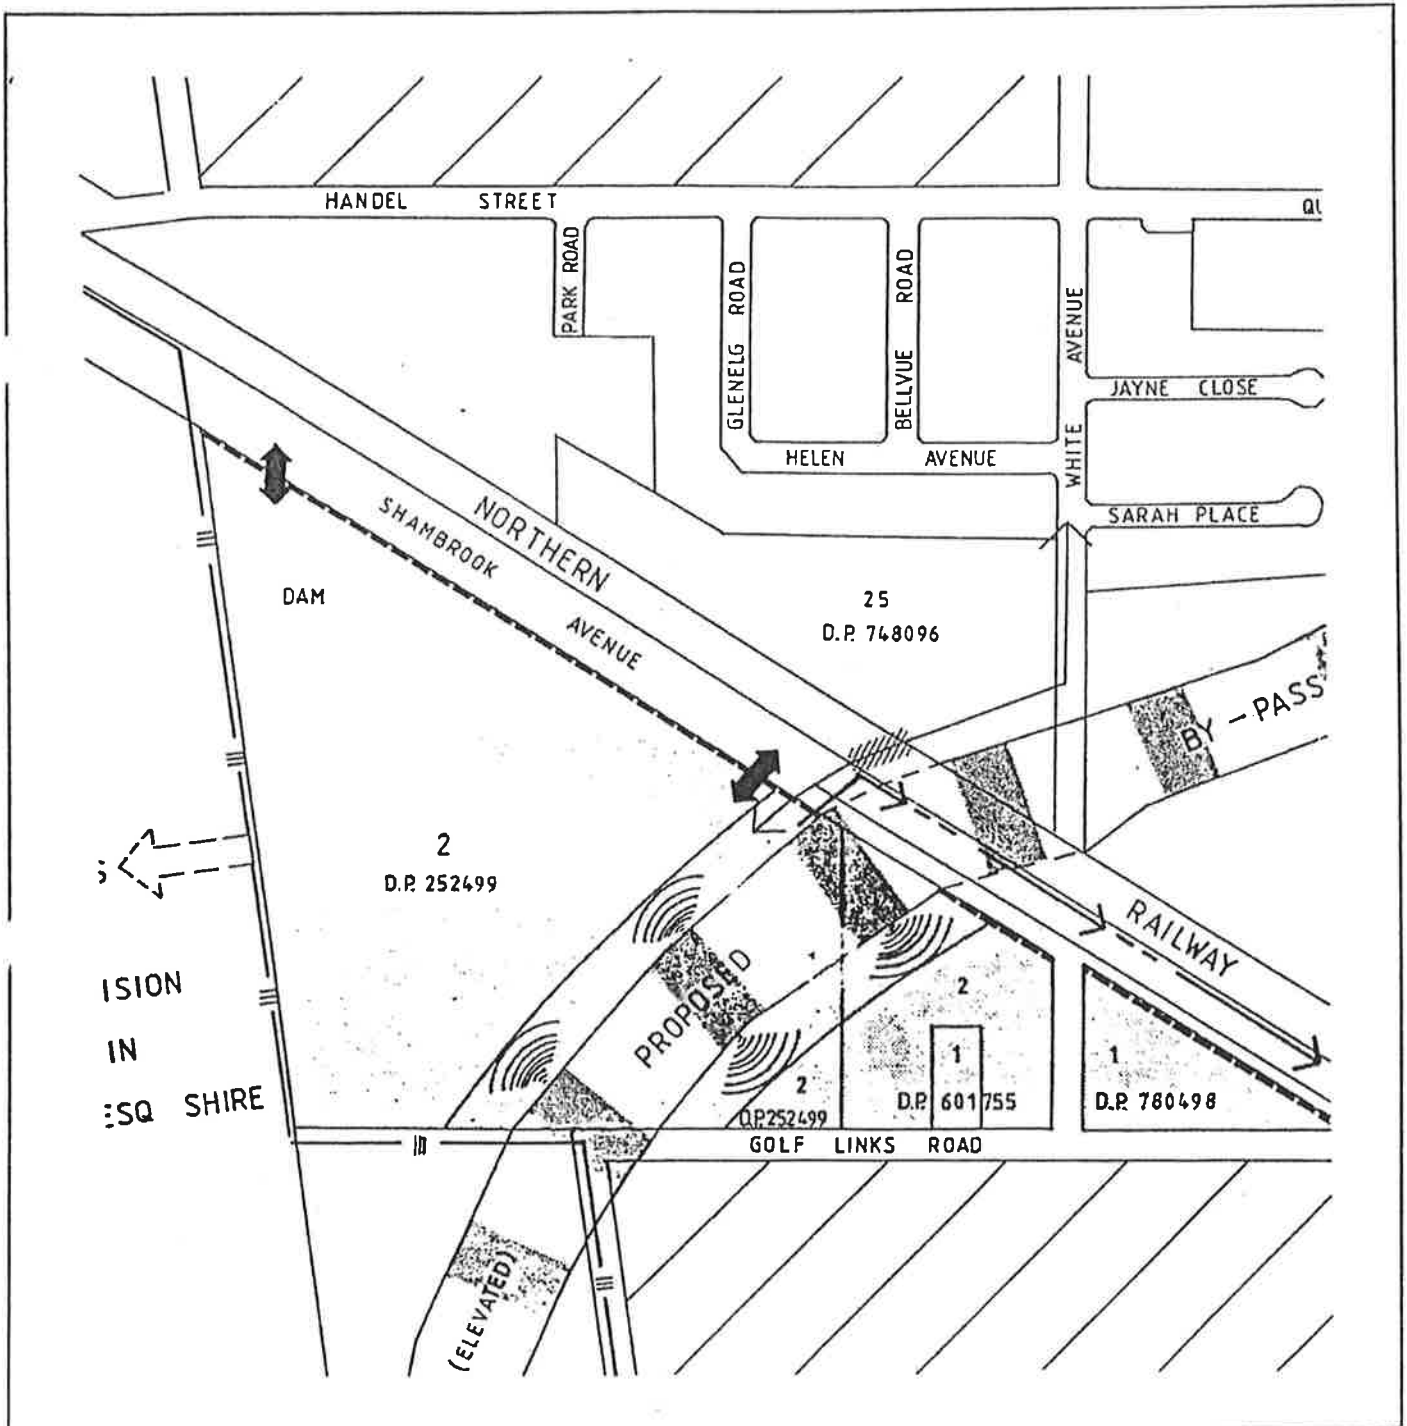 HANDEL STREET
QU
PARK ROAD
GLENELG ROAD
BELLVUE ROAD
WHITE AVENUE
JAYNE CLOSE
HELEN AVENUE
SARAH PLACE
NORTHERN
SHAMBROOK
AVENUE
DAM
25
D.P. 748096
BY-PASS
2
D.P. 252499
S
RAILWAY
PROPOSED
ISION
IN
ESQ SHIRE
2
1
D.P. 601755
1
D.P. 780498
2
D.P. 252499
GOLF LINKS ROAD
(ELEVATED)